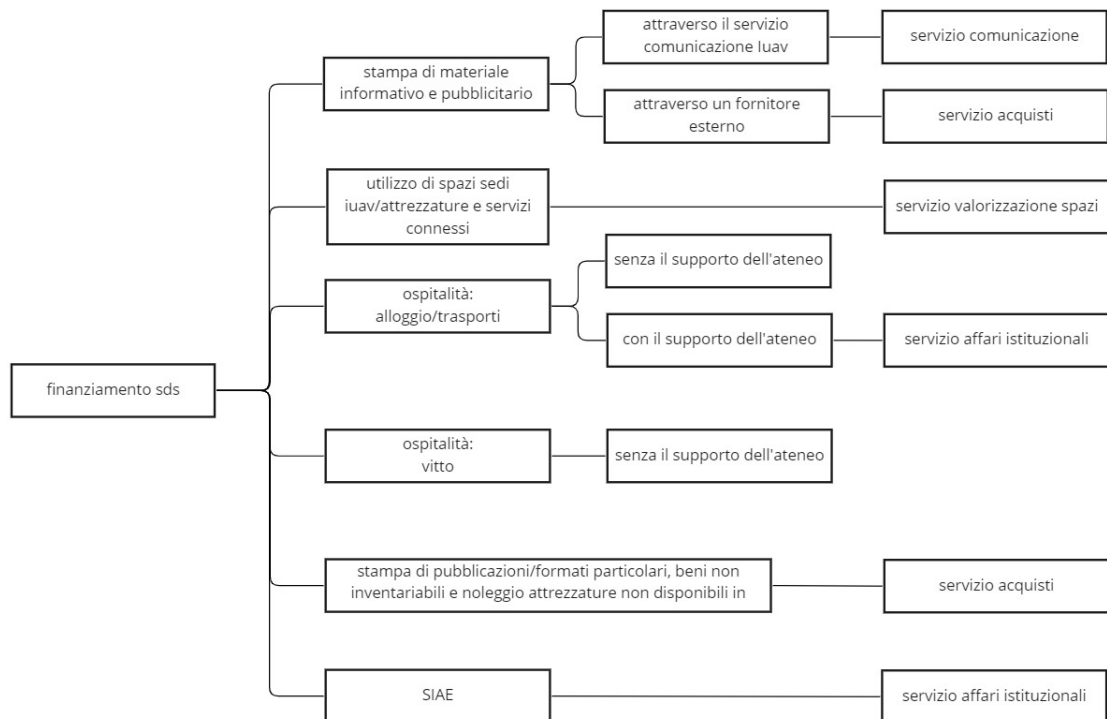 attraverso il servizio
comunicazione Iuav
servizio comunicazione
stampa di materiale
informativo e pubblicitario
attraverso un fornitore
esterno
servizio acquisti
utilizzo di spazi sedi
iuav/attrezzature e servizi
connessi
servizio valorizzazione spazi
senza il supporto dell'ateneo
ospitalità:
alloggio/trasporti
con il supporto dell'ateneo
servizio affari istituzionali
finanziamento sds
ospitalità:
vitto
senza il supporto dell'ateneo
stampa di pubblicazioni/formati particolari, beni non
inventariabili e noleggio attrezzature non disponibili in
servizio acquisti
SIAE
servizio affari istituzionali